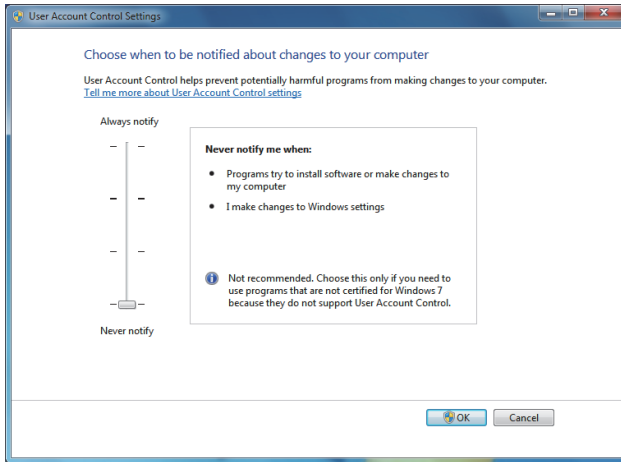 User Account Control Settings
Choose when to be notified about changes to your computer
User Account Control helps prevent potentially harmful programs from making changes to your computer.
Tell me more about User Account Control settings
Always notify
Never notify me when:
Programs try to install software or make changes to
my computer
I make changes to Windows settings
Not recommended. Choose this only if you need to
use programs that are not certified for Windows 7
because they do not support User Account Control.
Never notify
OK
Cancel